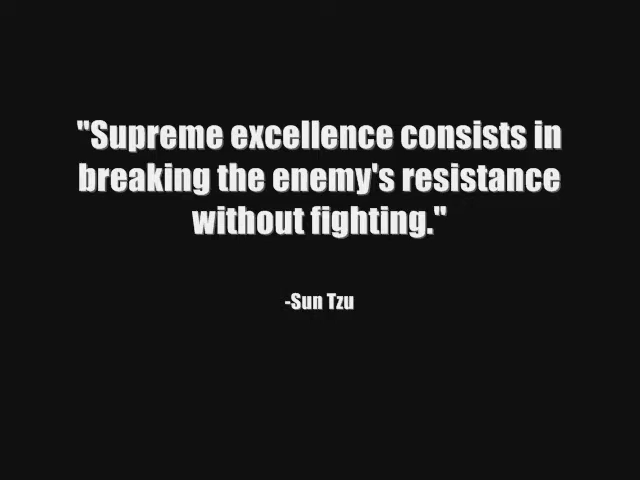 "Supreme excellence consists in
breaking the enemy's resistance
without fighting."
-Sun Tzu